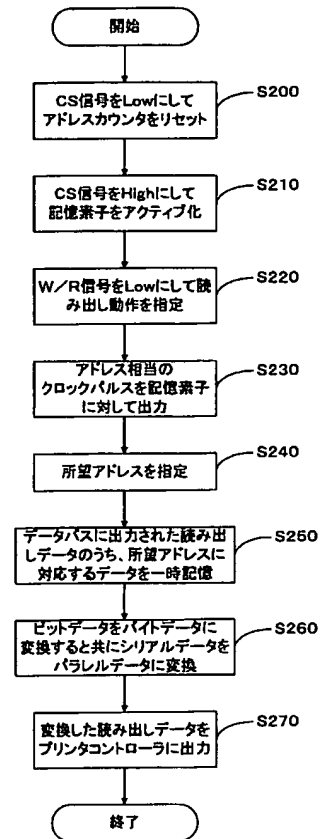 開始
CS信号をLowにして
アドレスカウンタをリセット
S200
CS信号をHighにして
記憶素子をアクティブ化
S210
W/R信号をLowにして読
み出し動作を指定
S220
アドレス相当の
クロックパルスを記憶素子
に対して出力
S230
所望アドレスを指定
S240
データバスに出力された読み出
しデータのうち、所望アドレスに
対応するデータを一時記憶
S250
ビットデータをバイトデータに
変換すると共にシリアルデータを
パラレルデータに変換
S260
変換した読み出しデータを
プリンタコントローラに出力
S270
終了